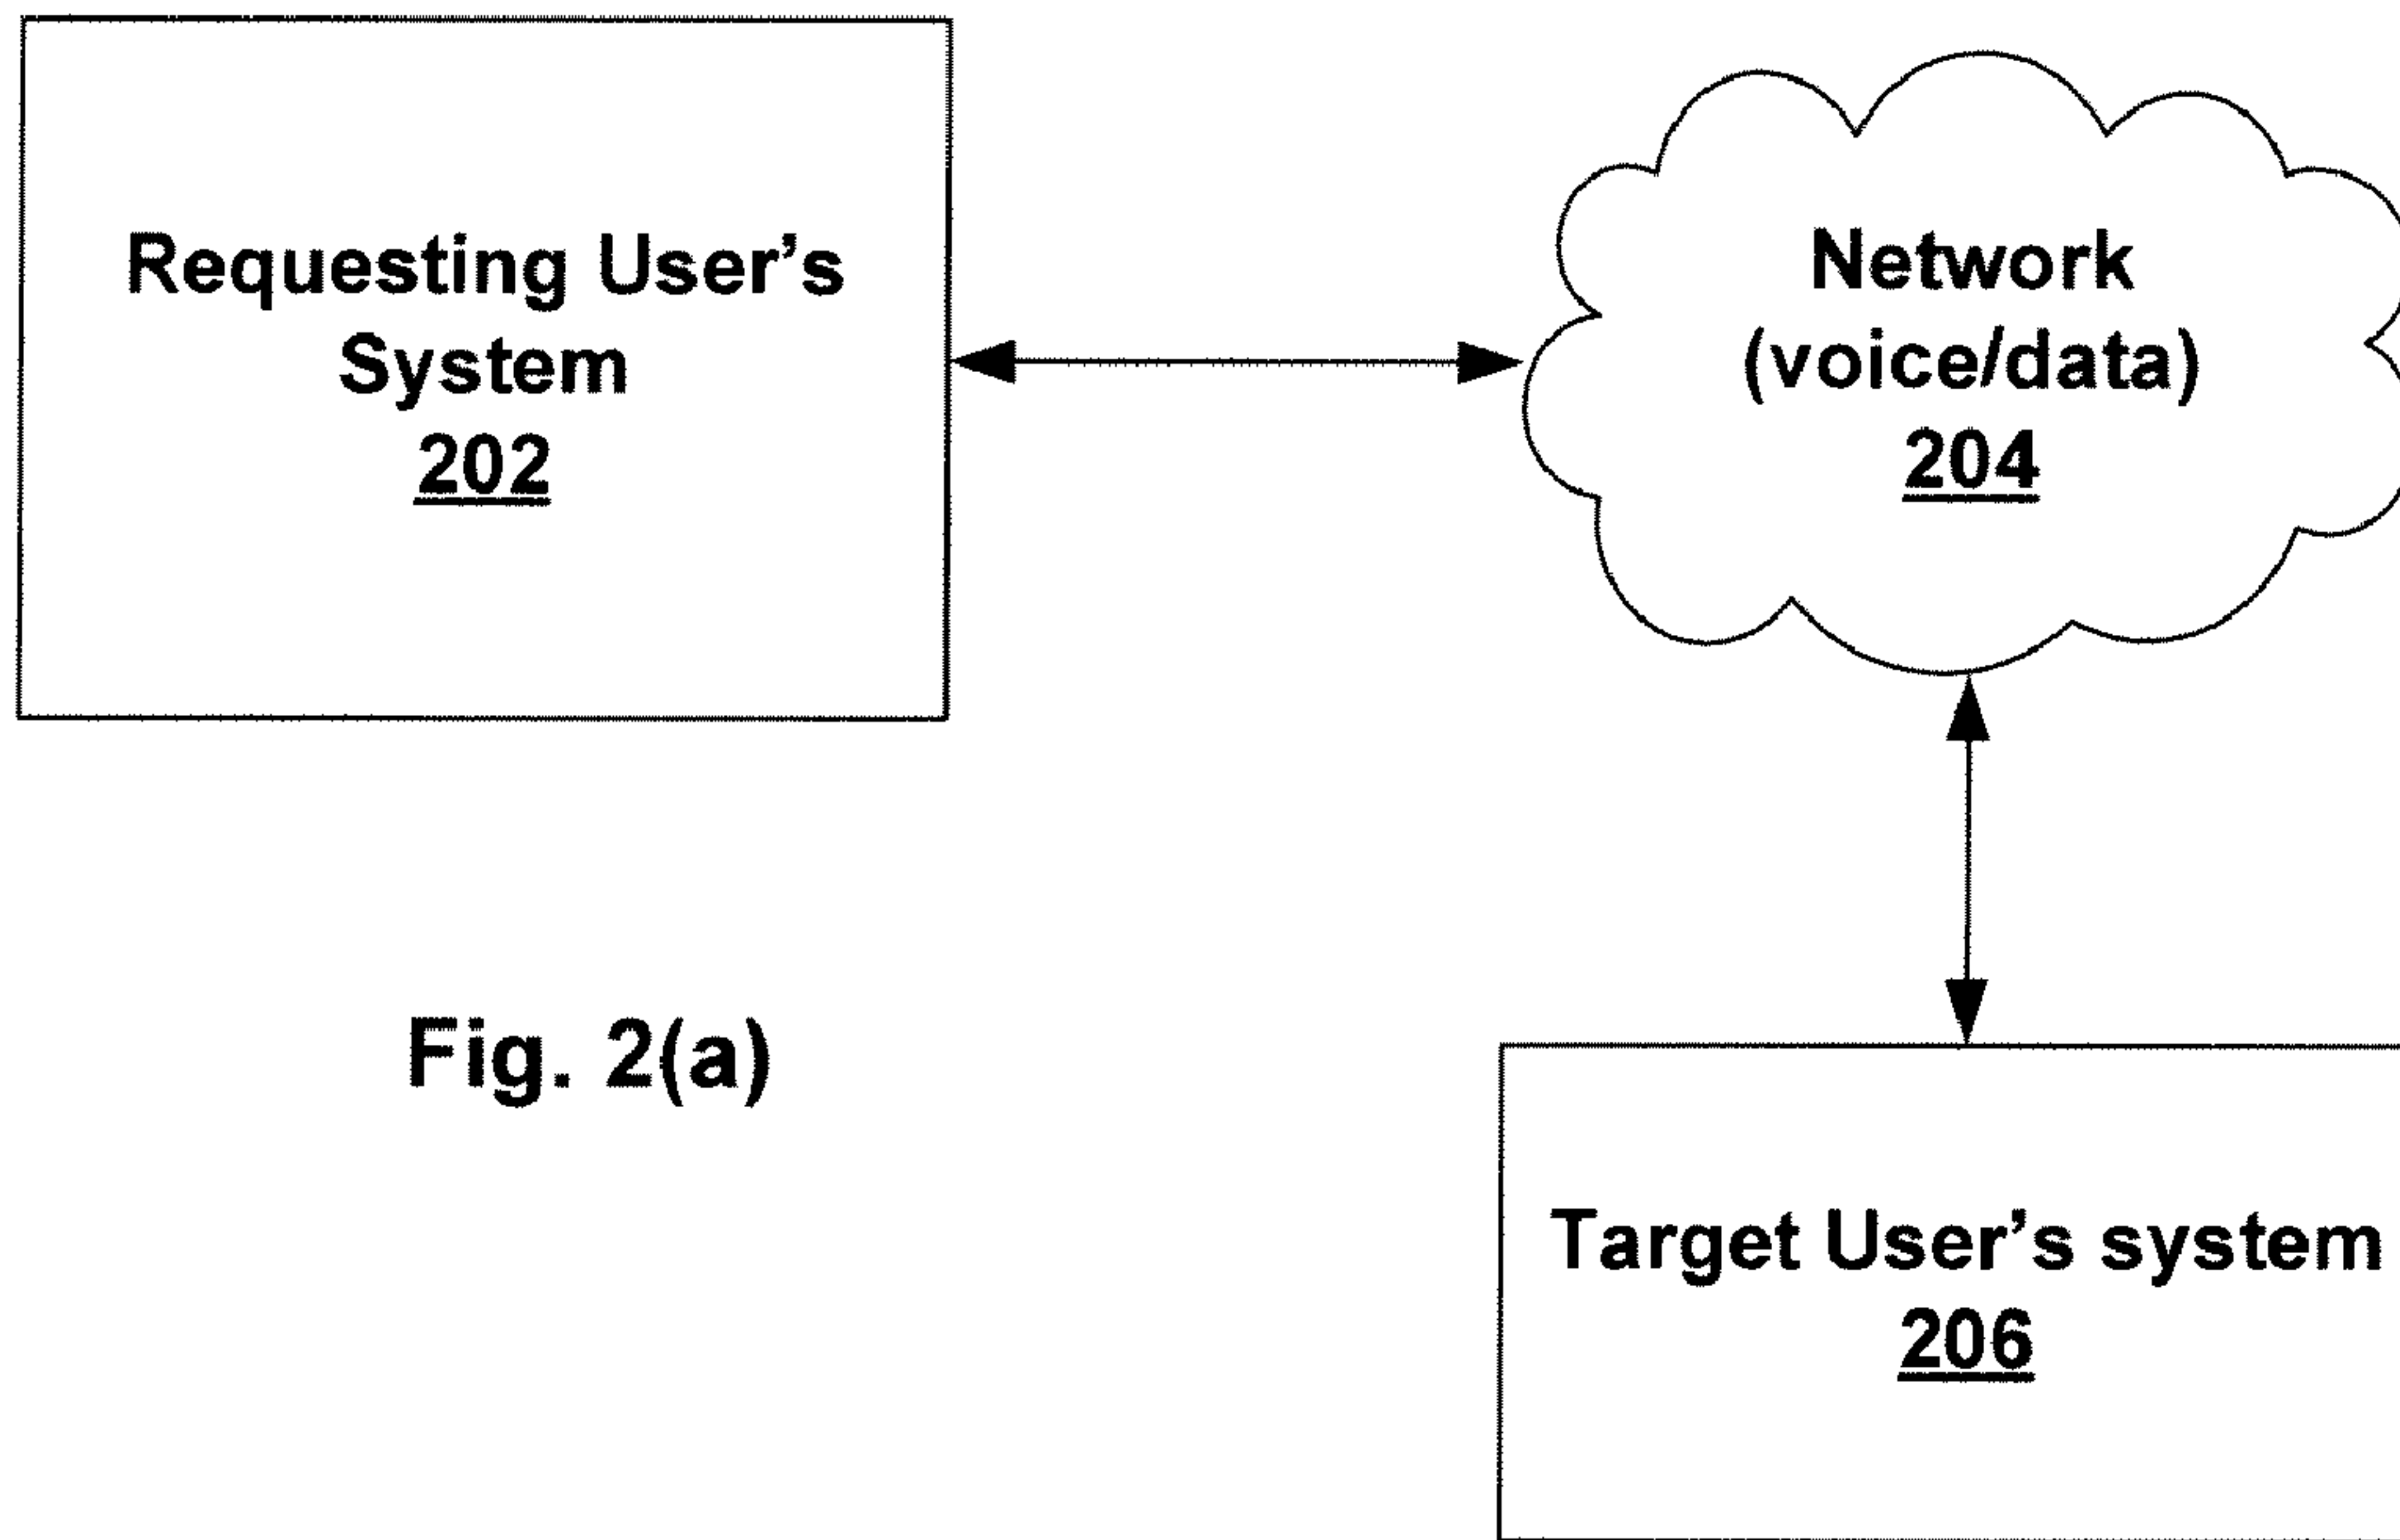 Requesting User's
System
202
Network
(voice/data)
204
Fig. 2(a)
Target User's system
206